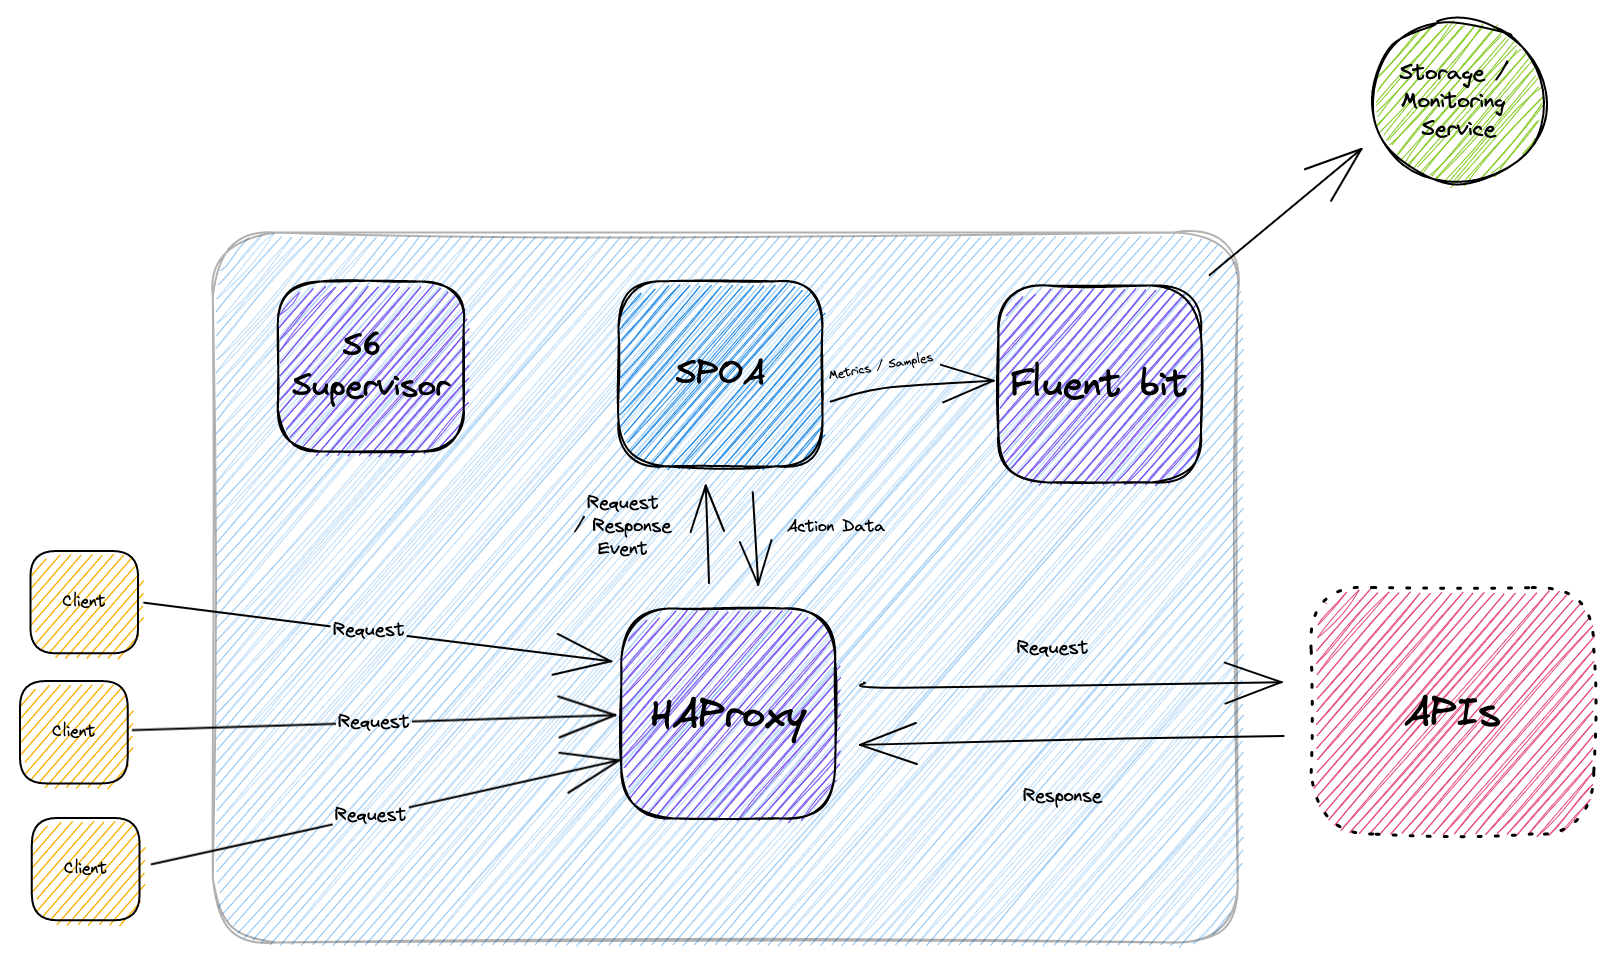 Storage /
Monitoring
Service
S6
Supervisor
SPOA
Metrics / Samples
Fluent bit
Request
/ Response
Event
Action Data
Client
Request
Client
Request
Client
Request
HAProxy
Request
Response
APIs